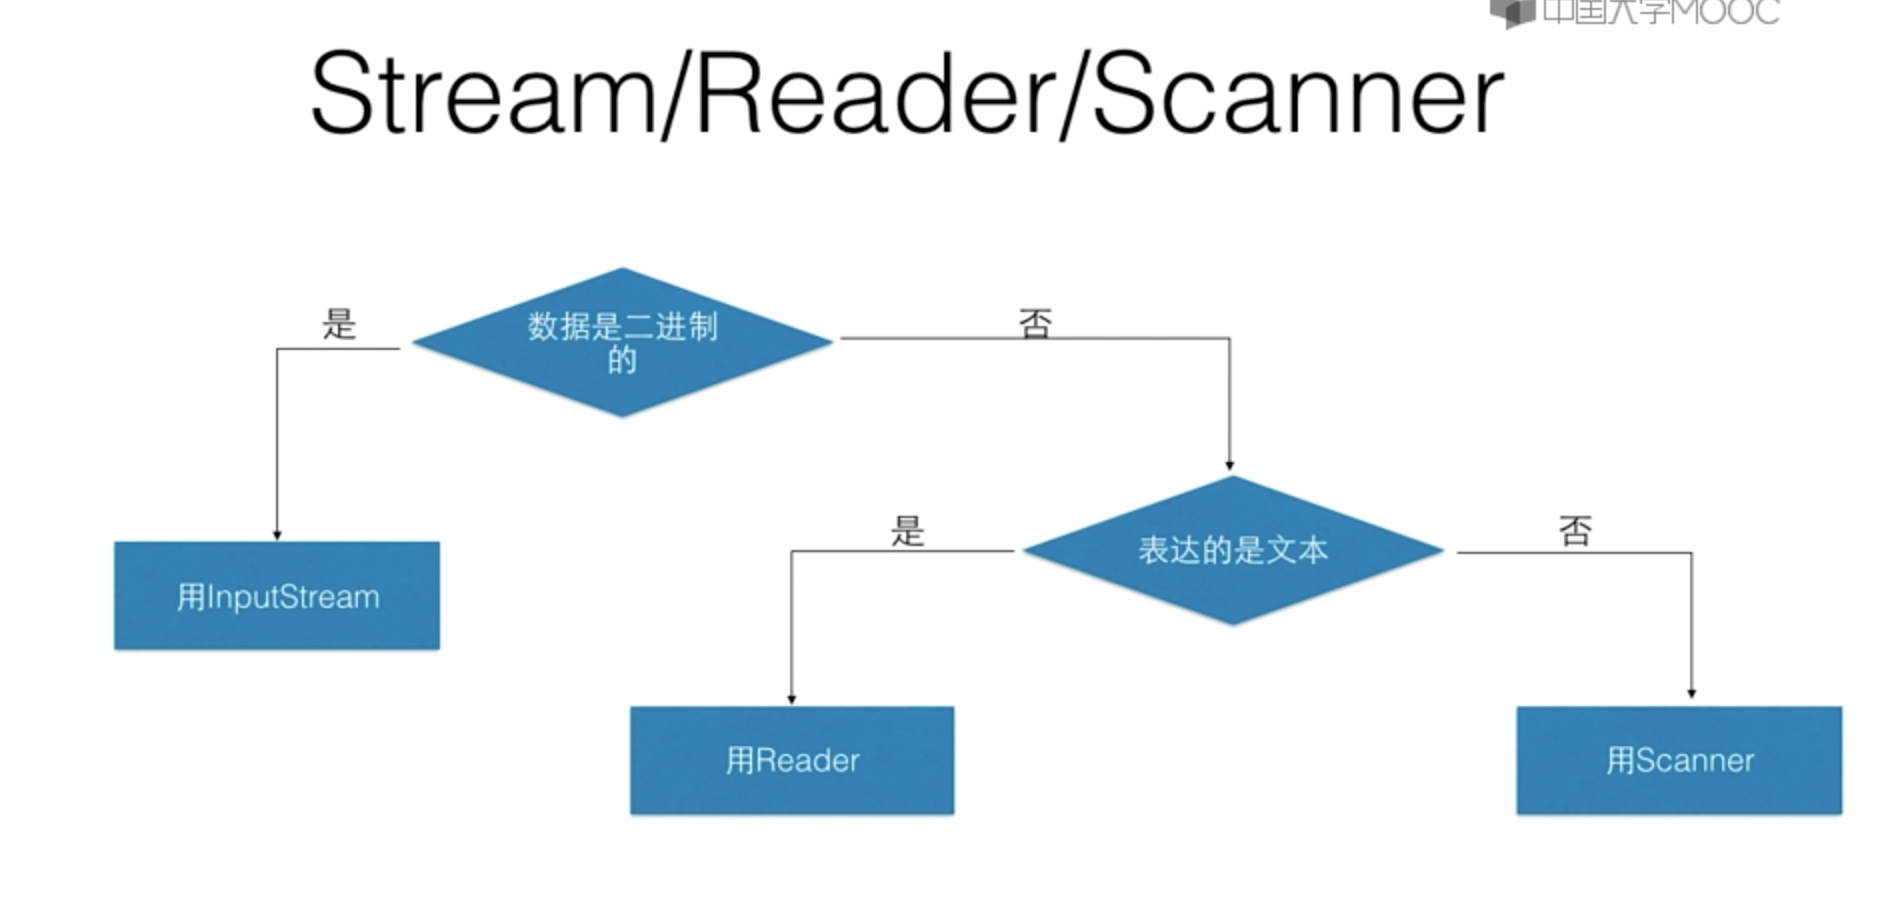 中国大学MOOC
Stream/Reader/Scanner
是
数据是二进制
的
否
是
表达的是文本
否
用InputStream
用Reader
用Scanner